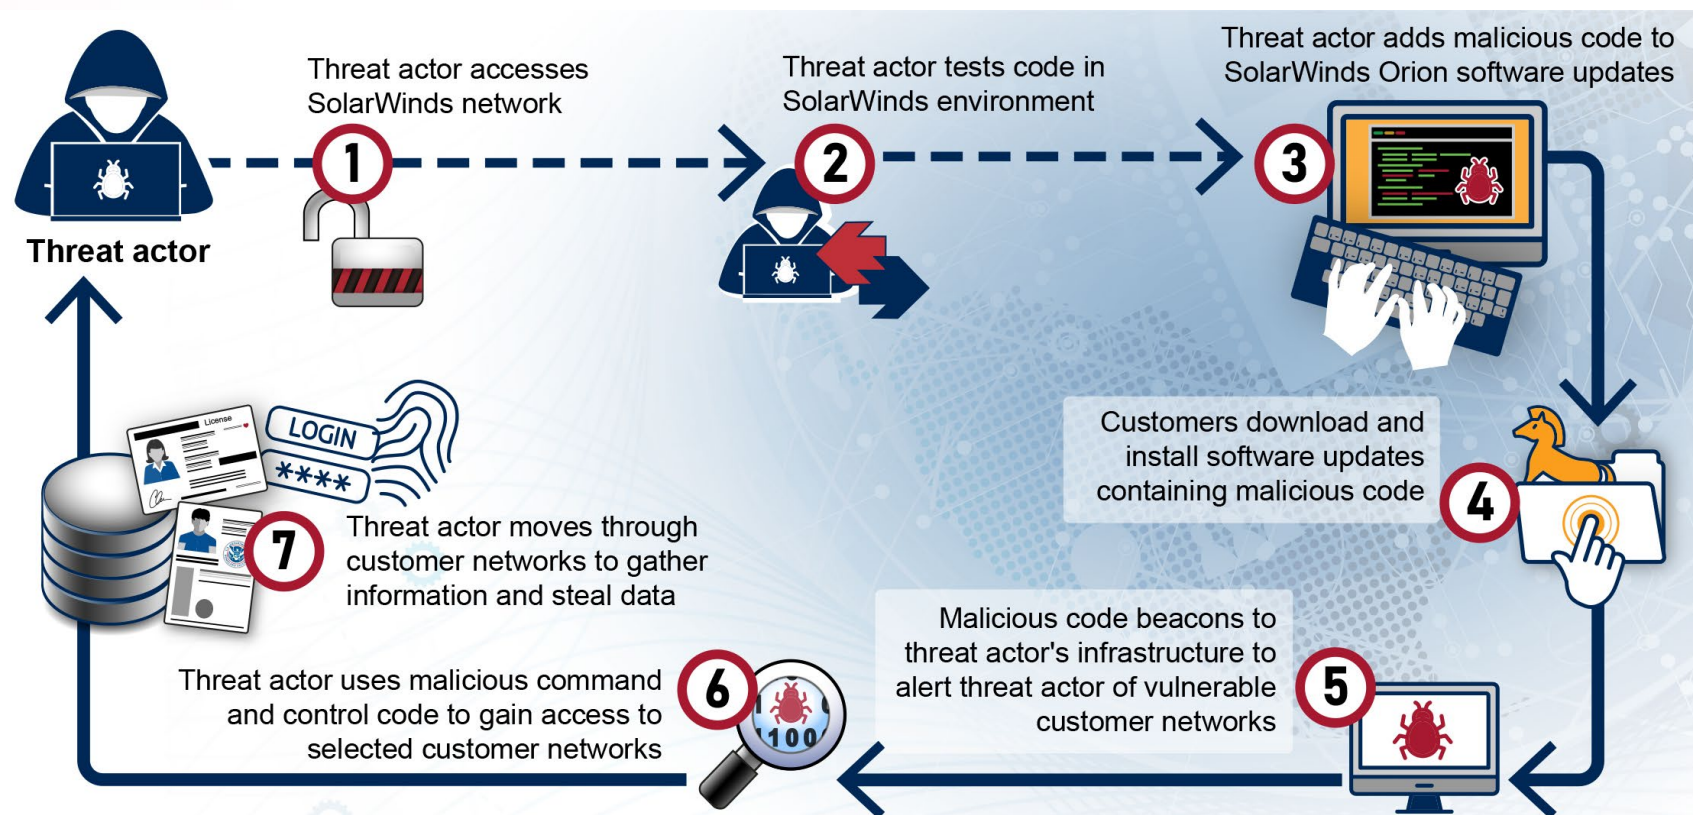 Threat actor
1
Threat actor accesses
SolarWinds network
2
Threat actor tests code in
SolarWinds environment
3
Threat actor adds malicious code to
SolarWinds Orion software updates
4
Customers download and
install software updates
containing malicious code
5
Malicious code beacons to
threat actor's infrastructure to
alert threat actor of vulnerable
customer networks
6
Threat actor uses malicious command
and control code to gain access to
selected customer networks
1100
7
Threat actor moves through
customer networks to gather
information and steal data
License
LOGIN
****